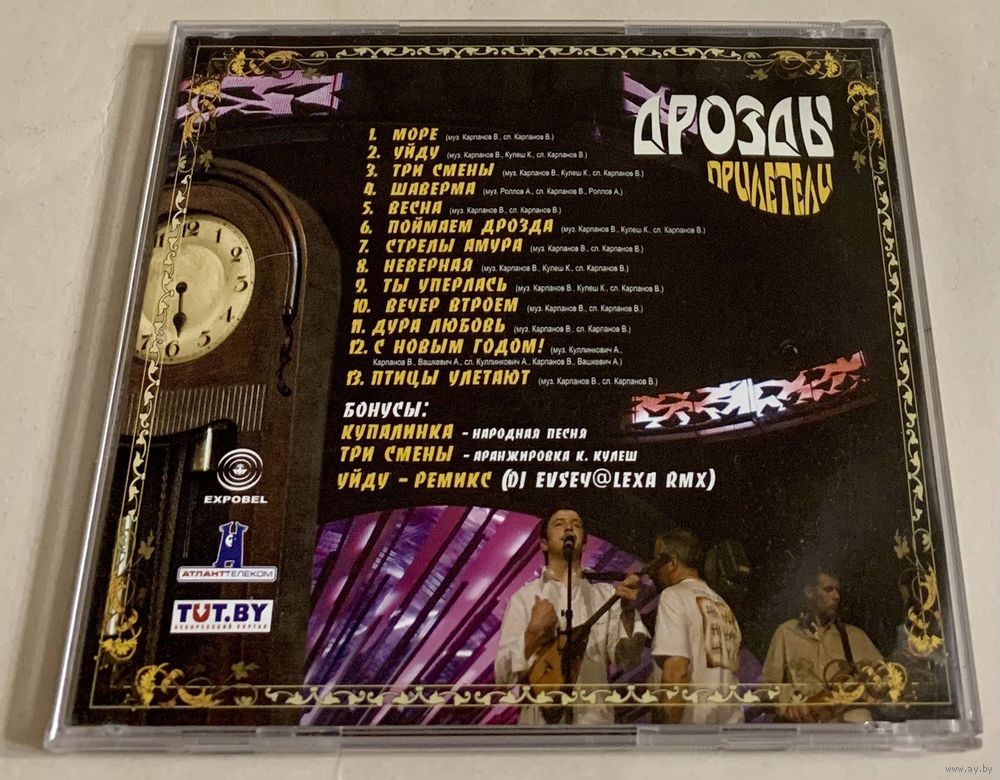 ДРОЗДЫ
ПРИЛЕТЕЛИ
1. МОРЕ (муз. Карпанов В., сл. Карпанов В.)
2. УЙДУ (муз. Карпанов В., Кулеш К., сл. Карпанов В.)
3. ТРИ СМЕНЫ (муз. Карпанов В., Кулеш К., сл. Карпанов В.)
4. ШАВЕРМА (муз. Роллов А., сл. Карпанов В., Роллов А.)
5. ВЕСНА (муз. Карпанов В., сл. Карпанов В.)
6. ПОЙМАЕМ ДРОЗДА (муз. Карпанов В., Кулеш К., сл. Карпанов В.)
7. СТРЕЛЫ АМУРА (муз. Карпанов В., сл. Карпанов В.)
8. НЕВЕРНАЯ (муз. Карпанов В., Кулеш К., сл. Карпанов В.)
9. ТЫ УПЕРЛАСЬ (муз. Карпанов В., Кулеш К., сл. Карпанов В.)
10. ВЕЧЕР ВТРОЕМ (муз. Карпанов В., сл. Карпанов В.)
11. ДУРА ЛЮБОВЬ (муз. Карпанов В., сл. Карпанов В.)
12. С НОВЫМ ГОДОМ! (муз. Куллинкович А.,
Карпанов В., Вашкевич А., сл. Куллинкович А., Карпанов В., Вашкевич А.)
13. ПТИЦЫ УЛЕТАЮТ (муз. Карпанов В., сл. Карпанов В.)
БОНУСЫ:
КУПАЛИНКА - НАРОДНАЯ ПЕСНЯ
ТРИ СМЕНЫ - АРАНЖИРОВКА К. КУЛЕШ
УЙДУ - РЕМИКС (DJ EVSEY@LEXA RMX)
EXPOBEL
АТЛАНТТЕЛЕКОМ
TUT.BY
БЕЛОРУССКИЙ ПОРТАЛ
www.ay.by